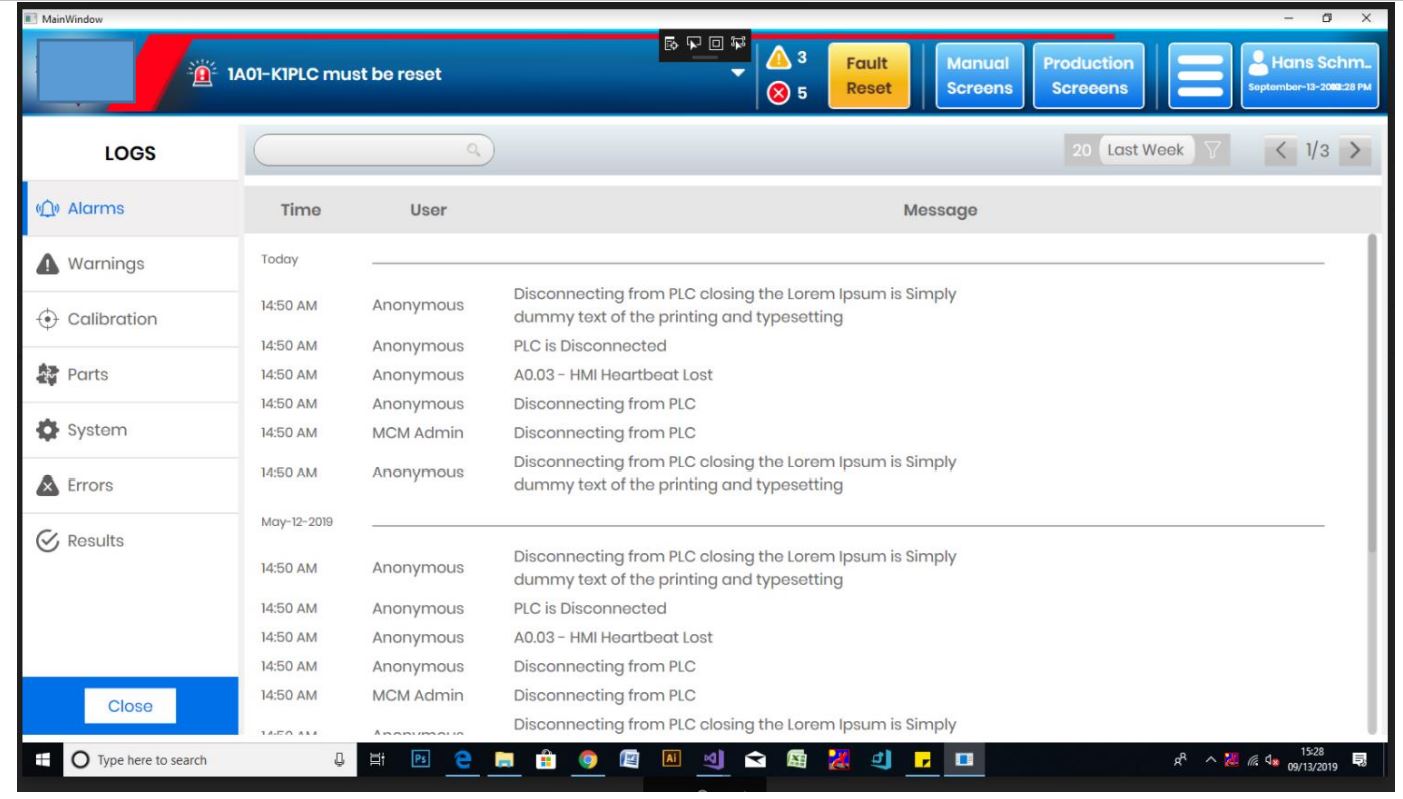 MainWindow
1A01-K1PLC must be reset
3
5
Fault
Reset
Manual
Screens
Production
Screeens
Hans Schm..
September-13-20 :28 PM
LOGS
20 Last Week
1/3
Alarms
Warnings
Calibration
Parts
System
Errors
Results
Close
Time User Message
Today
14:50 AM Anonymous Disconnecting from PLC closing the Lorem Ipsum is Simply
dummy text of the printing and typesetting
14:50 AM Anonymous PLC is Disconnected
14:50 AM Anonymous A0.03 - HMI Heartbeat Lost
14:50 AM Anonymous Disconnecting from PLC
14:50 AM MCM Admin Disconnecting from PLC
14:50 AM Anonymous Disconnecting from PLC closing the Lorem Ipsum is Simply
dummy text of the printing and typesetting
May-12-2019
14:50 AM Anonymous Disconnecting from PLC closing the Lorem Ipsum is Simply
dummy text of the printing and typesetting
14:50 AM Anonymous PLC is Disconnected
14:50 AM Anonymous A0.03 - HMI Heartbeat Lost
14:50 AM Anonymous Disconnecting from PLC
14:50 AM MCM Admin Disconnecting from PLC
14:50 AM Anonymous Disconnecting from PLC closing the Lorem Ipsum is Simply
Type here to search
Ps
Ai
15:28
09/13/2019